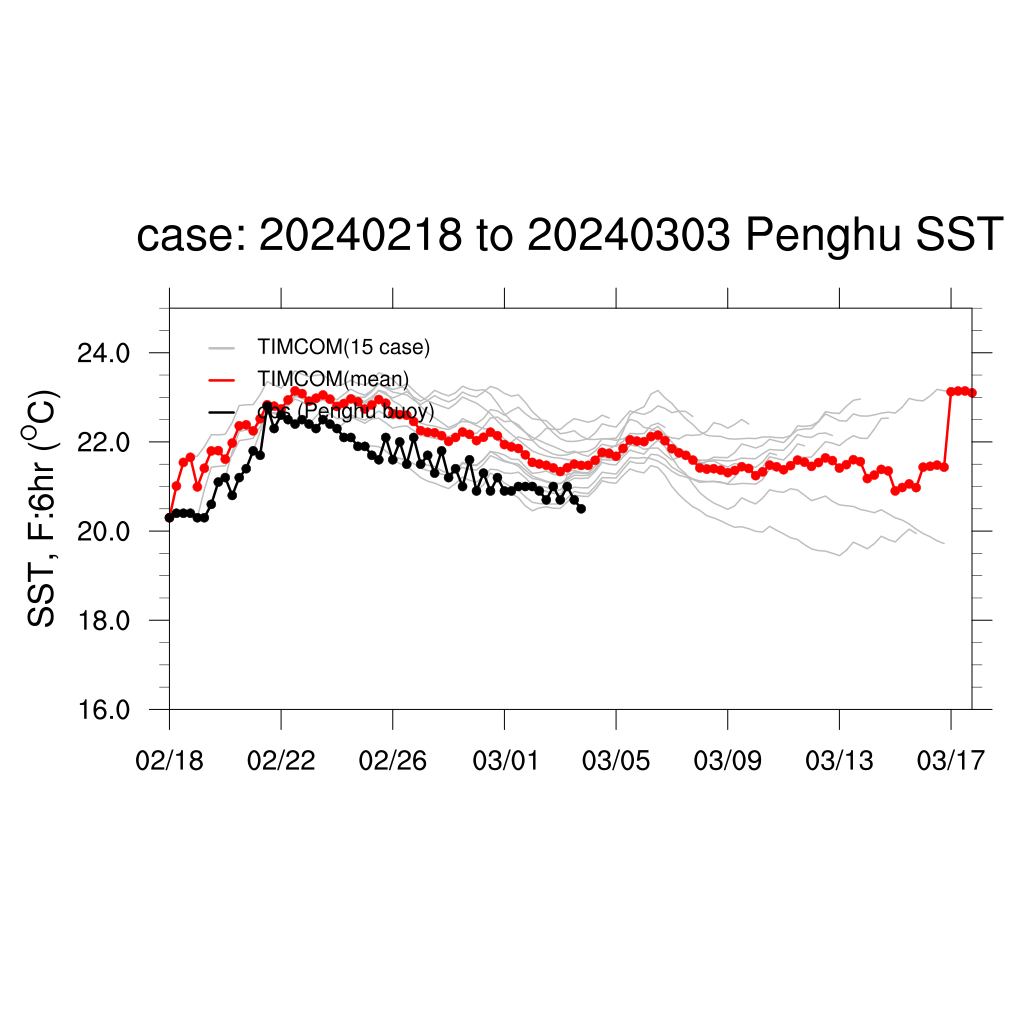 case: 20240218 to 20240303 Penghu SST
TIMCOM(15 case)
TIMCOM(mean)
obs (Penghu buoy)
SST, F:6hr (OC)
24.0
22.0
20.0
18.0
16.0
02/18 02/22 02/26 03/01 03/05 03/09 03/13 03/17